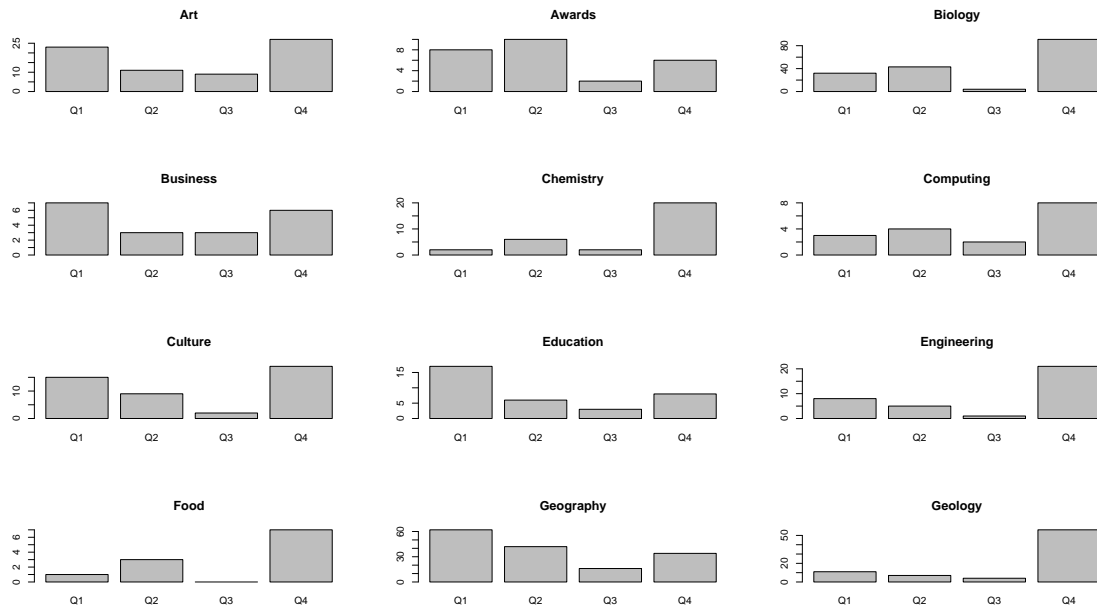 Art
Awards
Biology
0 10 25
0 4 8
0 40 80
Q1 Q2 Q3 Q4
Q1 Q2 Q3 Q4
Q1 Q2 Q3 Q4
Business
Chemistry
Computing
0 2 4 6
0 10 20
0 4 8
Q1 Q2 Q3 Q4
Q1 Q2 Q3 Q4
Q1 Q2 Q3 Q4
Culture
Education
Engineering
0 10
0 5 15
0 10 20
Q1 Q2 Q3 Q4
Q1 Q2 Q3 Q4
Q1 Q2 Q3 Q4
Food
Geography
Geology
0 2 4 6
0 30 60
0 20 50
Q1 Q2 Q3 Q4
Q1 Q2 Q3 Q4
Q1 Q2 Q3 Q4